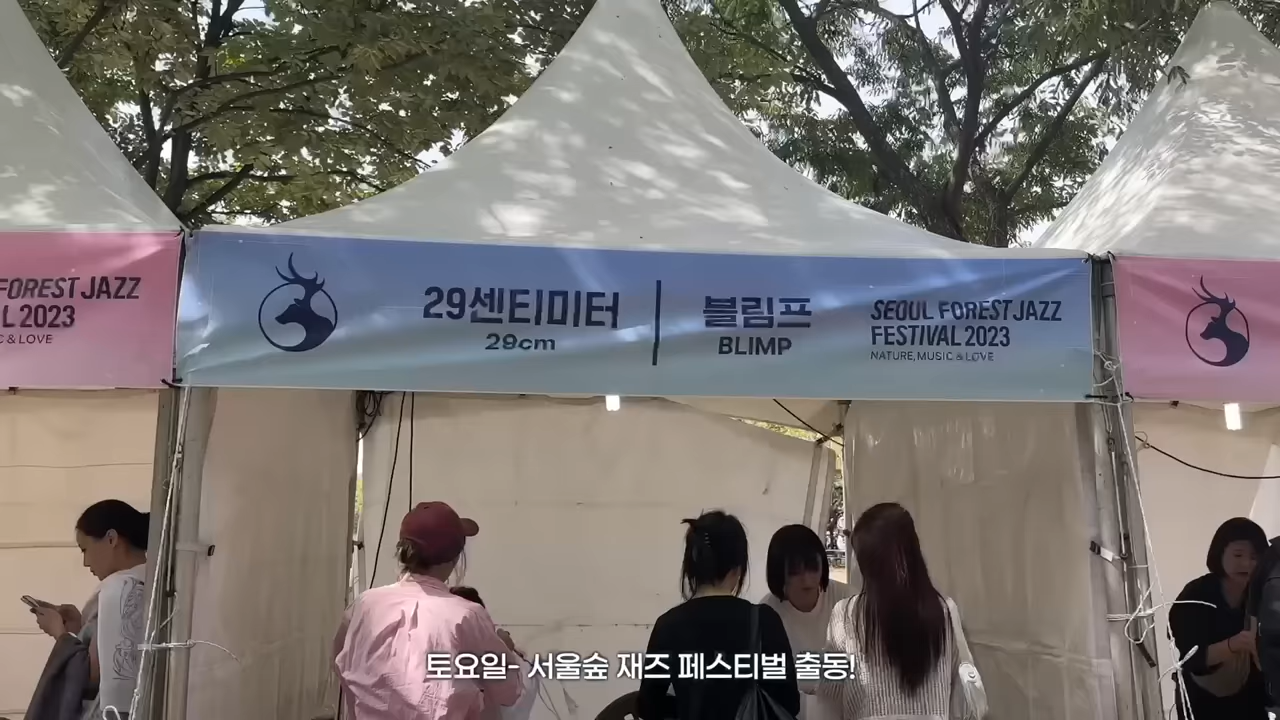 FOREST JAZZ
L 2023
C & LOVE
29센티미터
29cm
블림프
BLIMP
SEOUL FOREST JAZZ
FESTIVAL 2023
NATURE, MUSIC & LOVE
토요일- 서울숲 재즈 페스티벌 출동!